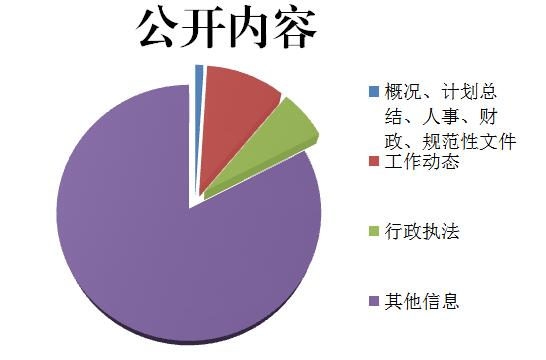 公开内容
概况、计划总
结、人事、财
政、规范性文件
工作动态
行政执法
其他信息